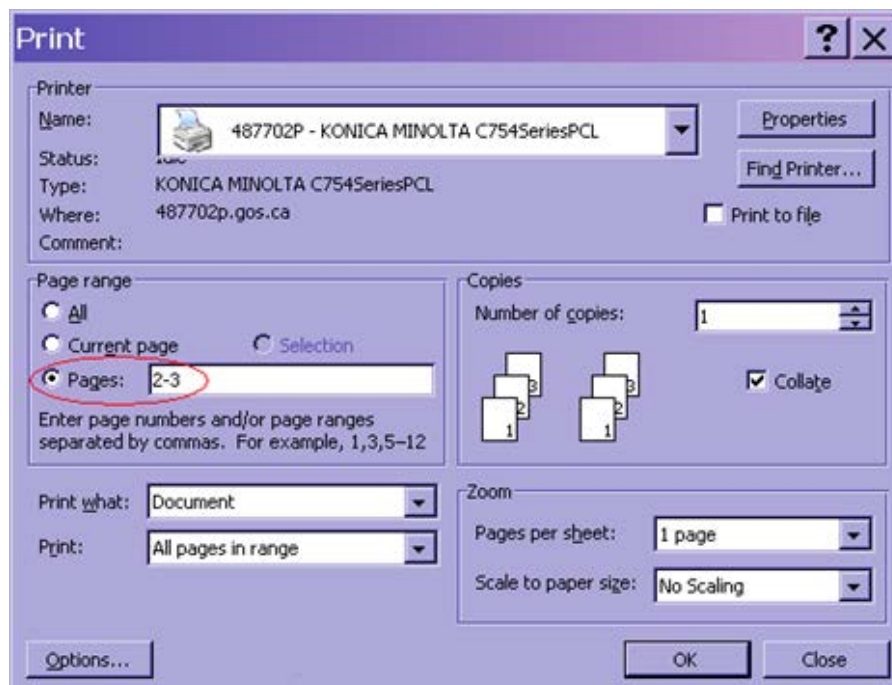 Print
Printer
Name: 487702P - KONICA MINOLTA C754SeriesPCL Properties
Status:
Type: KONICA MINOLTA C754SeriesPCL Find Printer...
Where: 487702p.gos.ca Print to file
Comment:
Page range
All
Current page Selection
Pages: 2-3
Enter page numbers and/or page ranges
separated by commas. For example, 1,3,5–12
Copies
Number of copies: 1
3 3
2 2
1 1
Collate
Print what: Document
Print: All pages in range
Zoom
Pages per sheet: 1 page
Scale to paper size: No Scaling
Options... OK Close